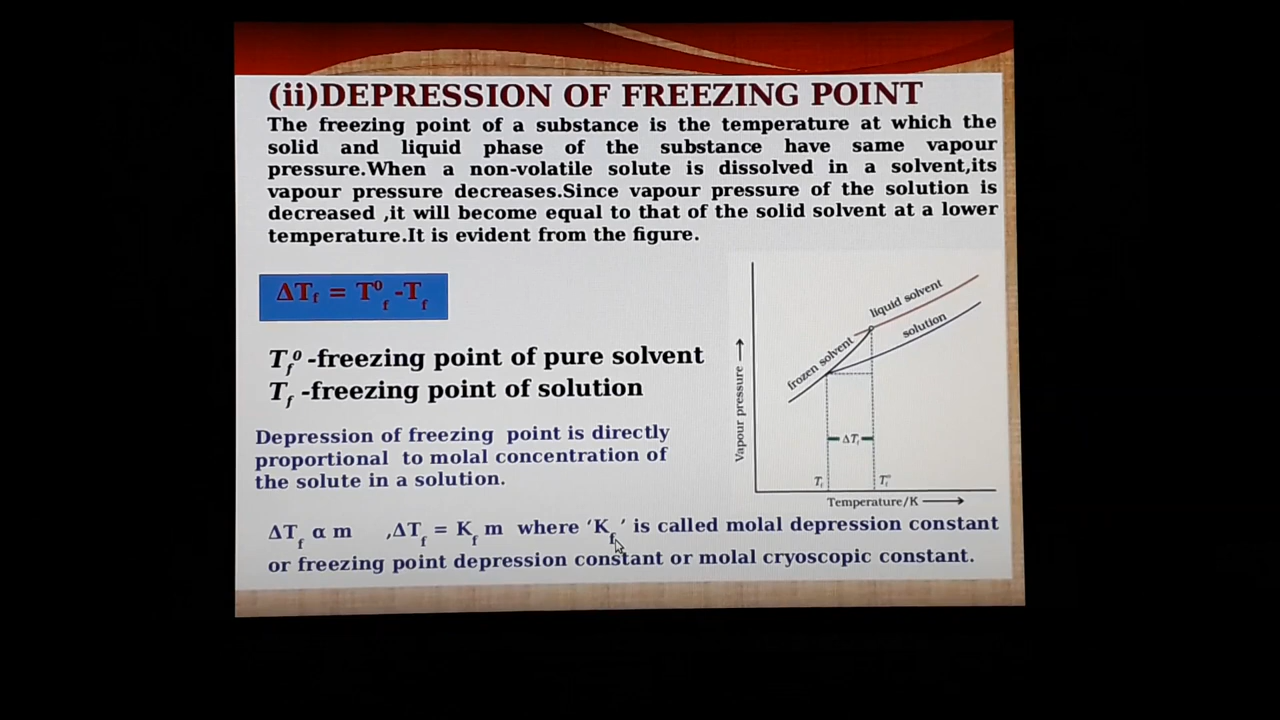 (ii)DEPRESSION OF FREEZING POINT
The freezing point of a substance is the temperature at which the
solid and liquid phase of the substance have same vapour
pressure.When a non-volatile solute is dissolved in a solvent,its
vapour pressure decreases.Since vapour pressure of the solution is
decreased ,it will become equal to that of the solid solvent at a lower
temperature.It is evident from the figure.
ΔTf = T⁰f -Tf
Tf⁰ -freezing point of pure solvent
Tf -freezing point of solution
Depression of freezing point is directly
proportional to molal concentration of
the solute in a solution.
ΔTf α m ,ΔTf = Kf m where ‘Kf ’ is called molal depression constant
or freezing point depression constant or molal cryoscopic constant.
liquid solvent
solution
frozen solvent
Vapour pressure
ΔTf
Tf
Tf°
Temperature/K